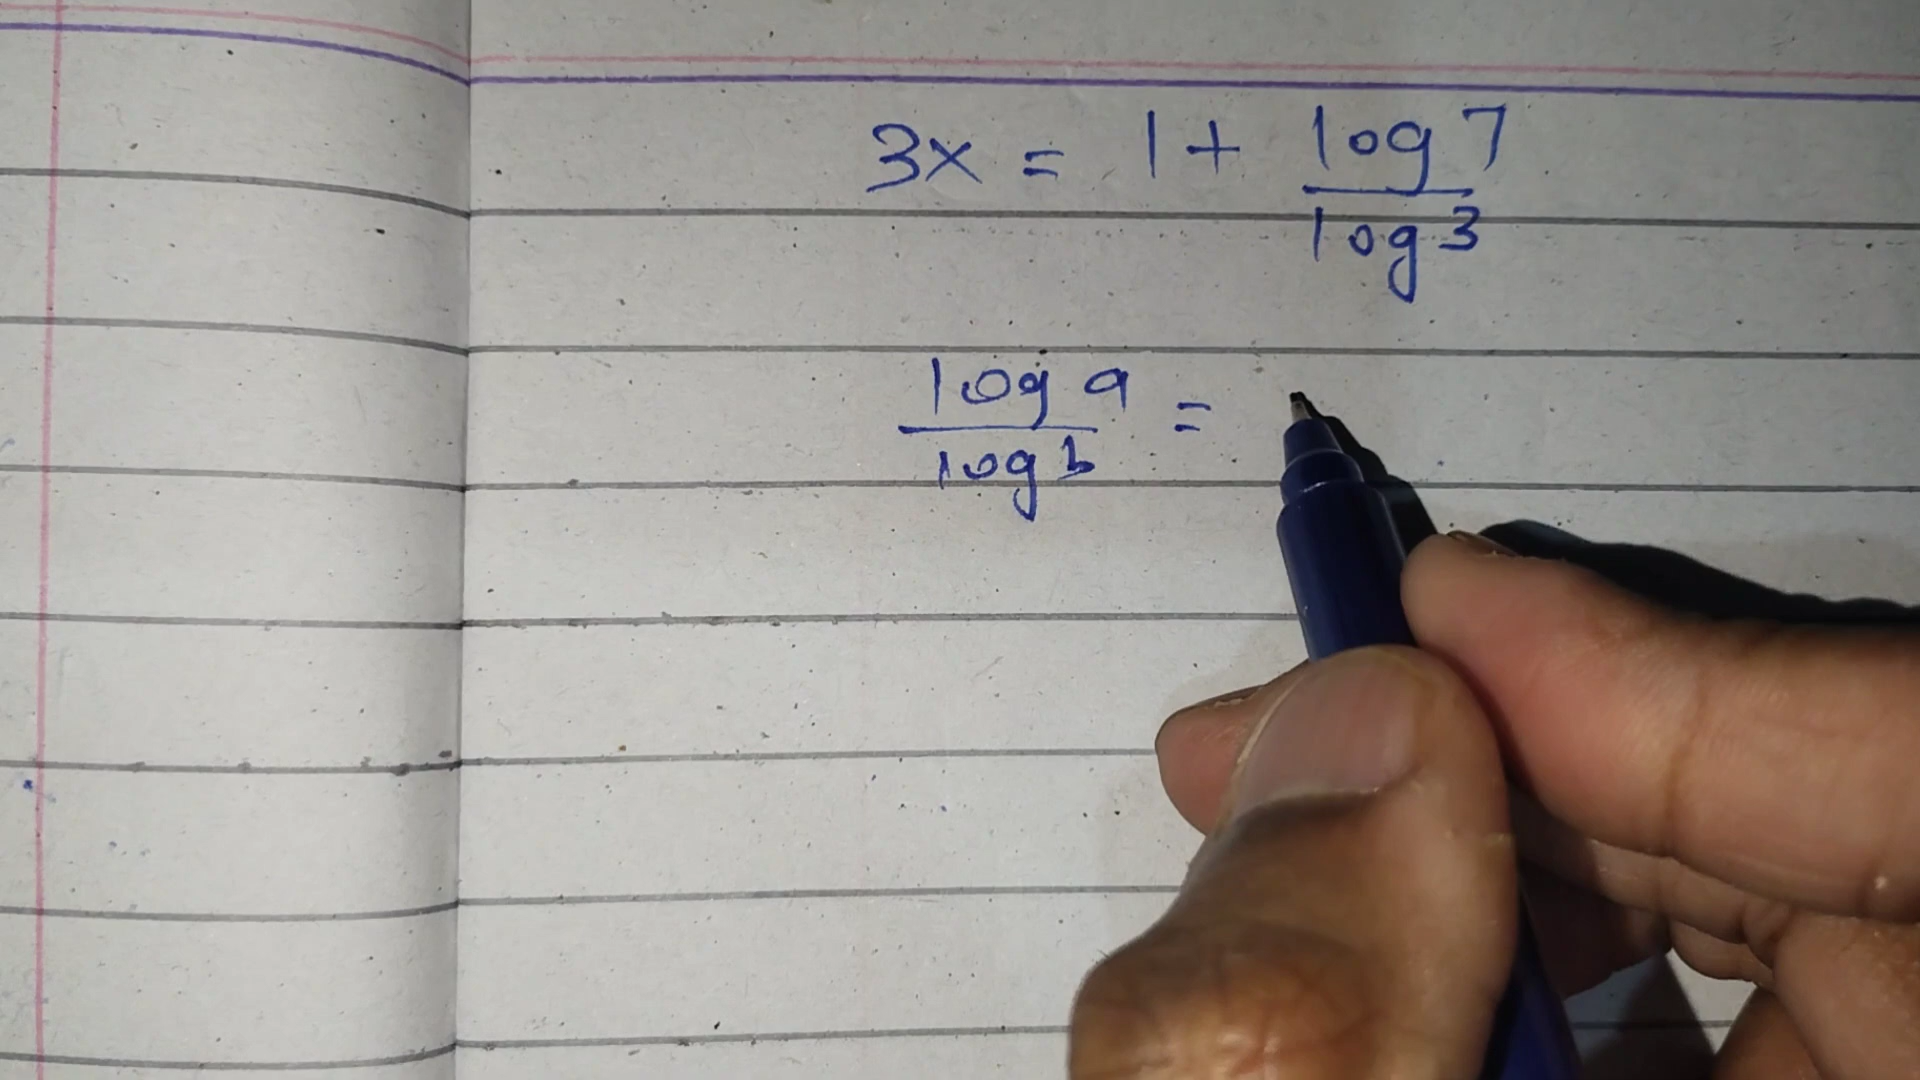 3x = 1 + log 7 / log 3
log a / log b =